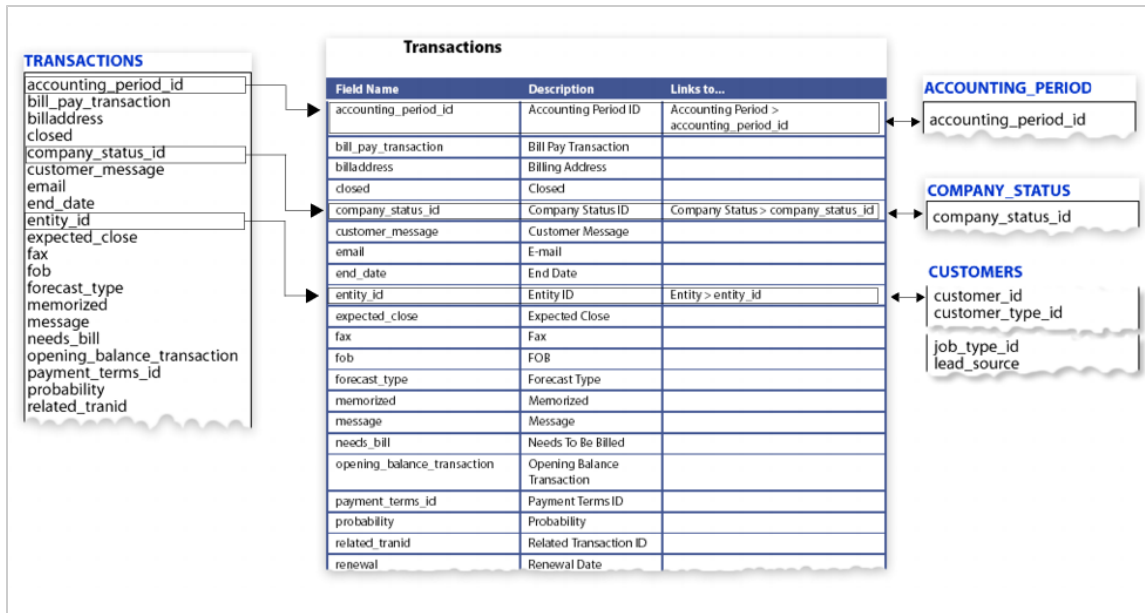 TRANSACTIONS
accounting_period_id
bill_pay_transaction
billaddress
closed
company_status_id
customer_message
email
end_date
entity_id
expected_close
fax
fob
forecast_type
memorized
message
needs_bill
opening_balance_transaction
payment_terms_id
probability
related_tranid
Transactions
Field Name Description Links to...
accounting_period_id Accounting Period ID Accounting Period >
accounting_period_id
bill_pay_transaction Bill Pay Transaction
billaddress Billing Address
closed Closed
company_status_id Company Status ID Company Status > company_status_id
customer_message Customer Message
email E-mail
end_date End Date
entity_id Entity ID Entity > entity_id
expected_close Expected Close
fax Fax
fob FOB
forecast_type Forecast Type
memorized Memorized
message Message
needs_bill Needs To Be Billed
opening_balance_transaction Opening Balance
Transaction
payment_terms_id Payment Terms ID
probability Probability
related_tranid Related Transaction ID
renewal Renewal Date
ACCOUNTING_PERIOD
accounting_period_id
COMPANY_STATUS
company_status_id
CUSTOMERS
customer_id
customer_type_id
job_type_id
lead_source